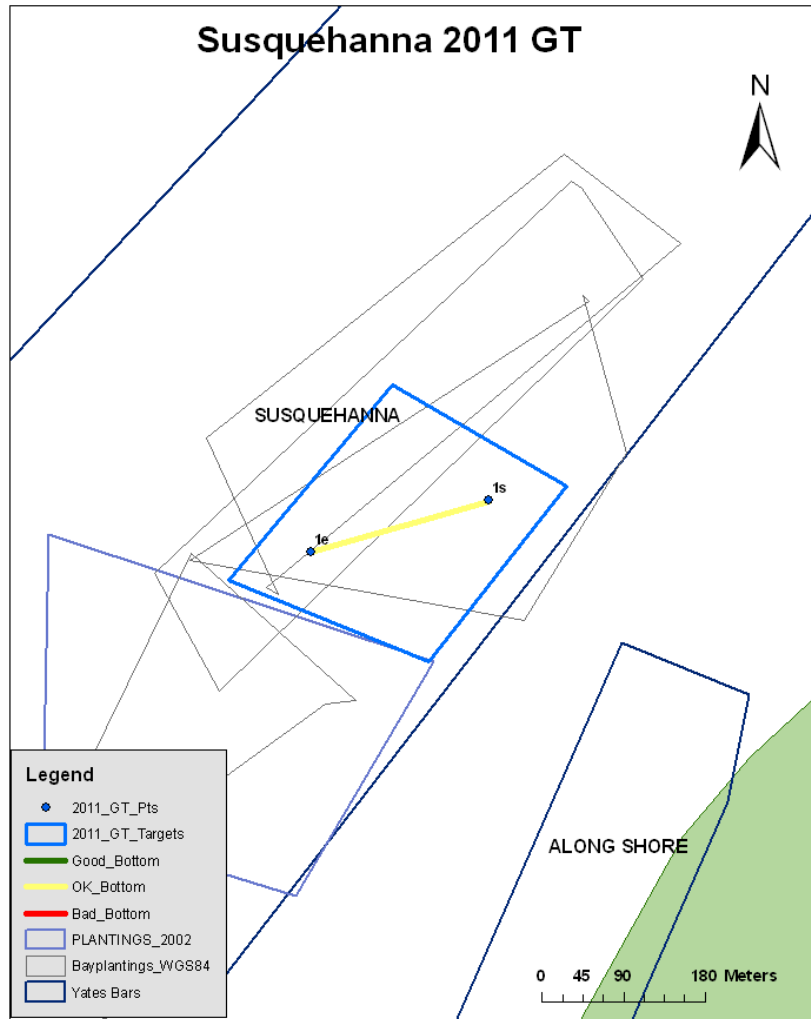 Susquehanna 2011 GT
N
SUSQUEHANNA
1s
1e
ALONG SHORE
Legend
2011_GT_Pts
2011_GT_Targets
Good_Bottom
OK_Bottom
Bad_Bottom
PLANTINGS_2002
Bayplantings_WGS84
Yates Bars
0 45 90 180 Meters